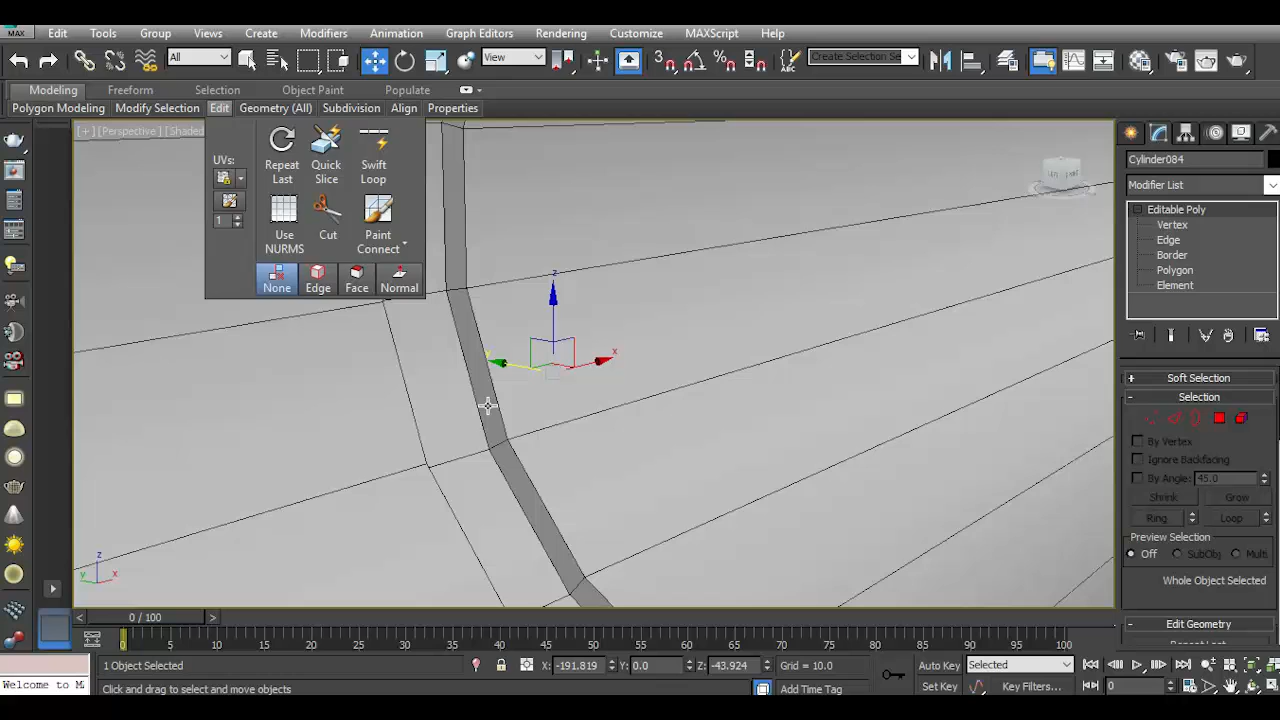 MAX Edit Tools Group Views Create Modifiers Animation Graph Editors Rendering Customize MAXScript Help
All View Create Selection Se
Modeling Freeform Selection Object Paint Populate
Polygon Modeling Modify Selection Edit Geometry (All) Subdivision Align Properties
[+] [Perspective] [Shaded
UVs:
1
Repeat Last
Quick Slice
Swift Loop
Use NURMS
Cut
Paint Connect
None Edge Face Normal
z
x
z
y x
Cylinder084
Modifier List
Editable Poly
Vertex
Edge
Border
Polygon
Element
+ Soft Selection
- Selection
By Vertex
Ignore Backfacing
By Angle: 45.0
Shrink Grow
Ring Loop
Preview Selection
Off SubObj Multi
Whole Object Selected
- Edit Geometry
0 / 100
0 5 10 15 20 25 30 35 40 45 50 55 60 65 70 75 80 85 90 95 100
1 Object Selected X: -191.819 Y: 0.0 Z: -43.924 Grid = 10.0 Auto Key Selected
Welcome to M Click and drag to select and move objects Add Time Tag Set Key Key Filters... 0